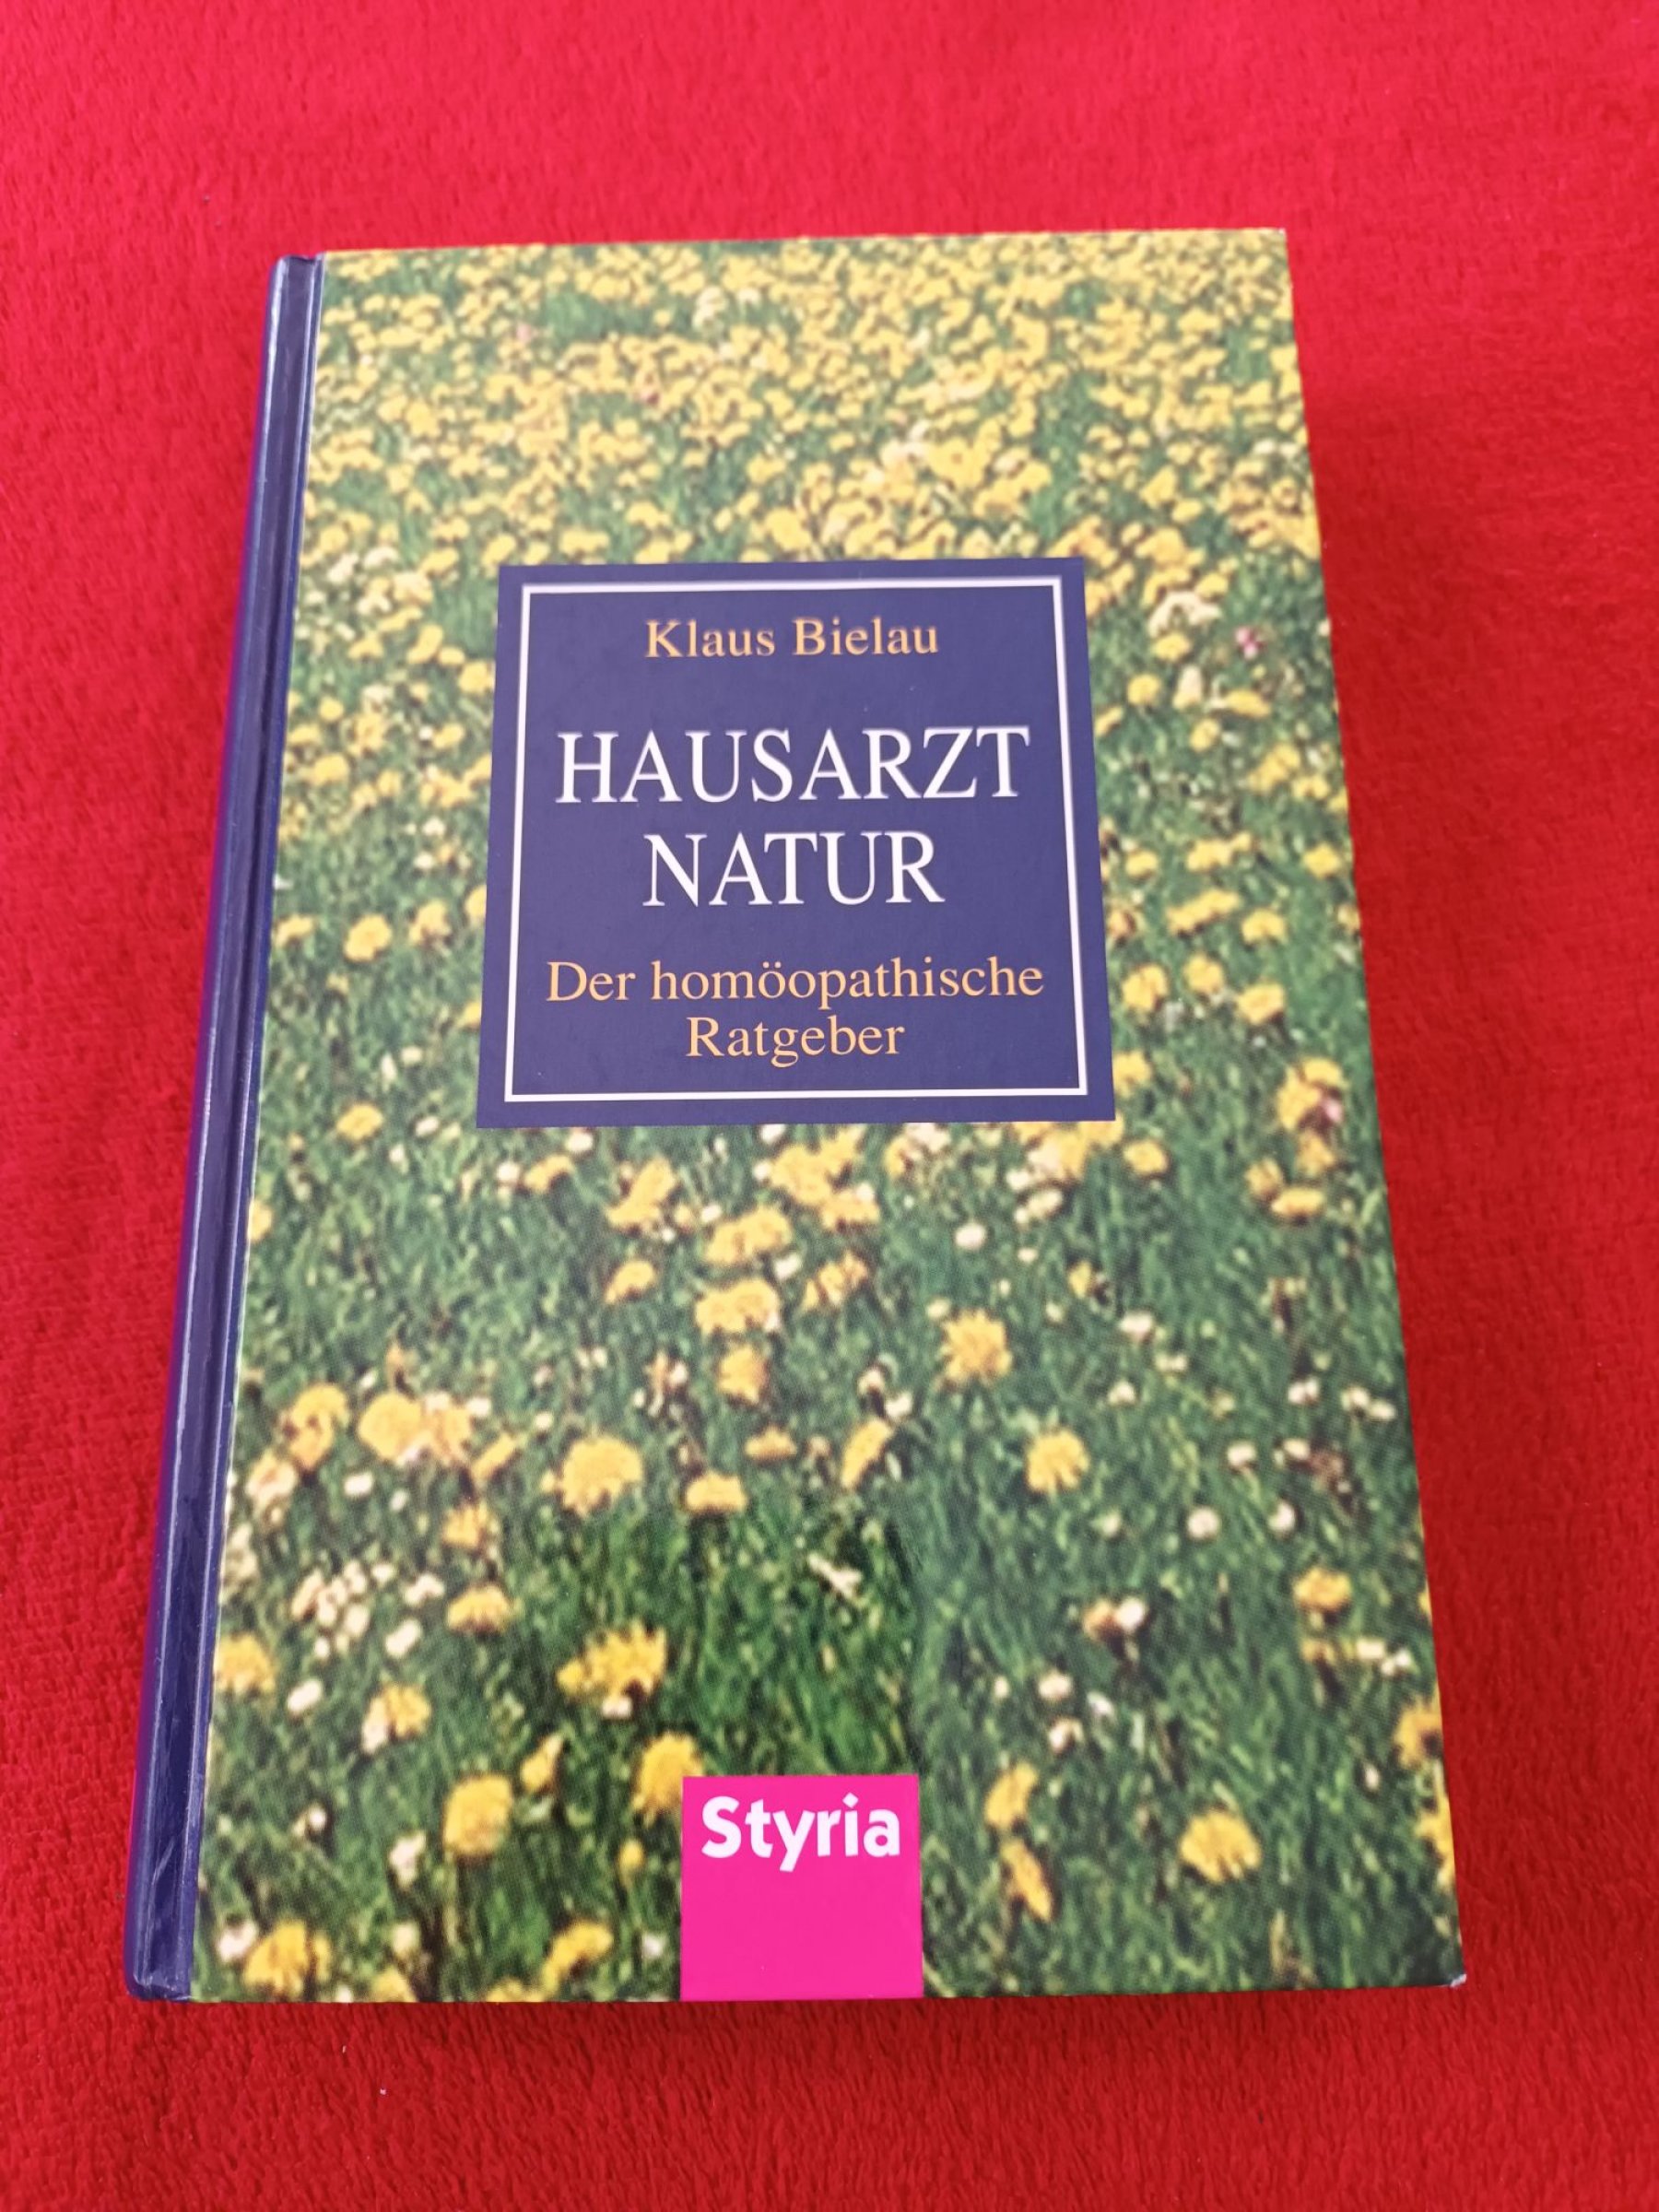 Klaus Bielau
HAUSARZT
NATUR
Der homöopathische
Ratgeber
Styria